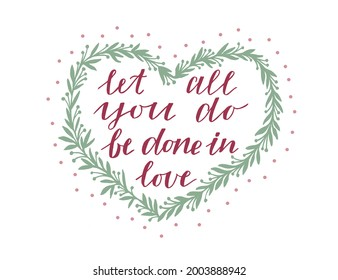 let all
you do
be done in
love
shutterstock.com · 2003888942